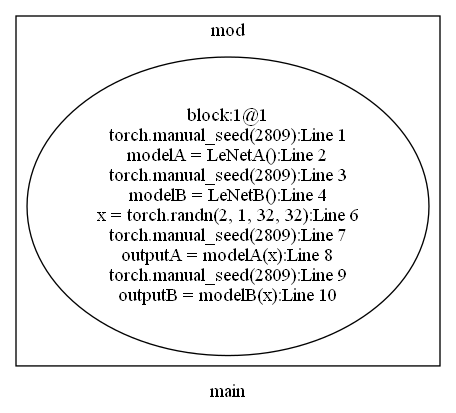 mod
block:1@1
torch.manual_seed(2809):Line 1
modelA = LeNetA():Line 2
torch.manual_seed(2809):Line 3
modelB = LeNetB():Line 4
x = torch.randn(2, 1, 32, 32):Line 6
torch.manual_seed(2809):Line 7
outputA = modelA(x):Line 8
torch.manual_seed(2809):Line 9
outputB = modelB(x):Line 10
main